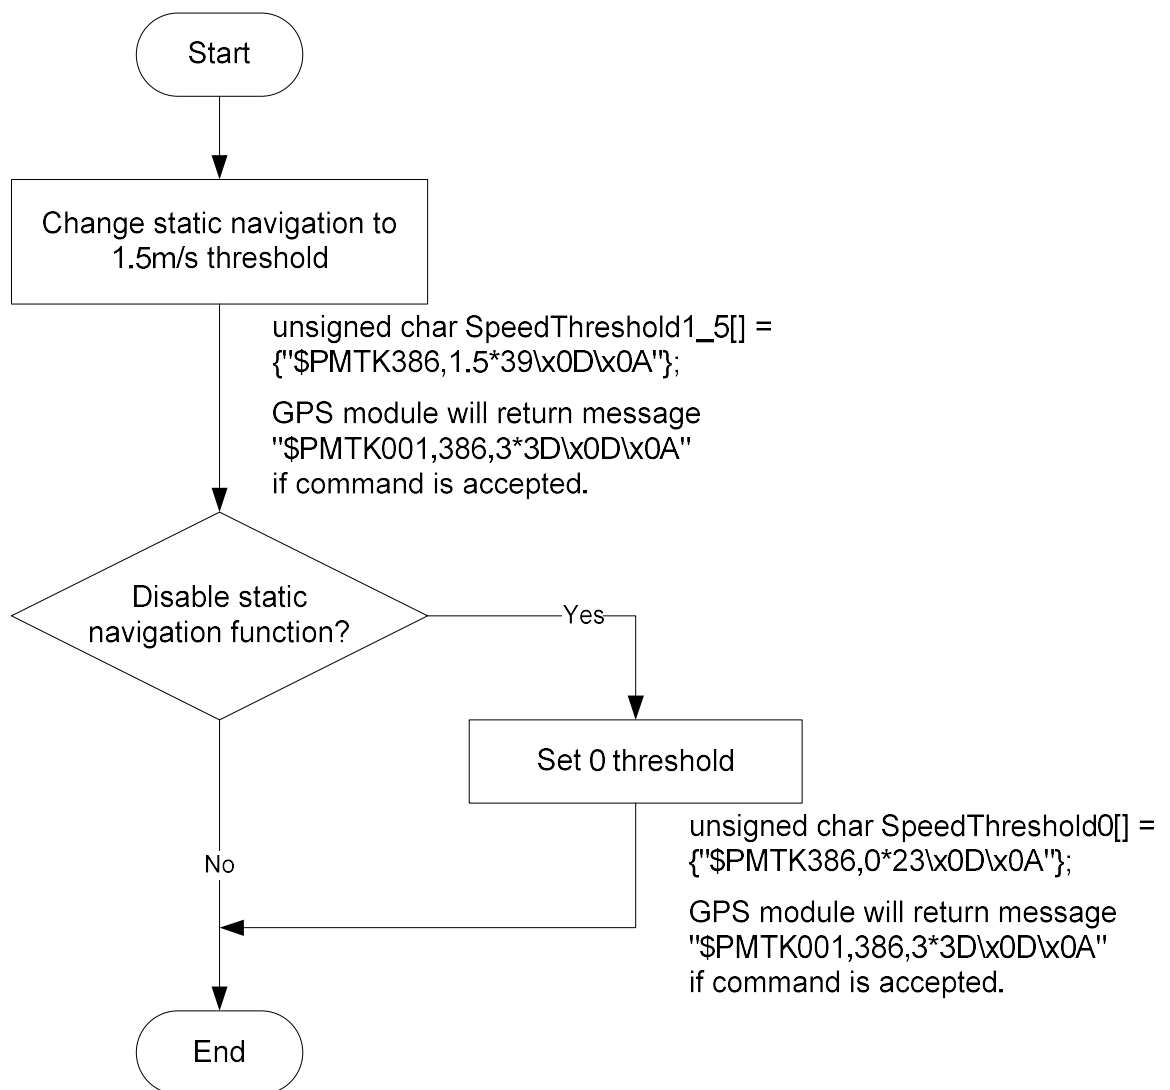 Start
Change static navigation to
1.5m/s threshold
unsigned char SpeedThreshold1_5[] =
{"$PMTK386,1.5*39\x0D\x0A"};
GPS module will return message
"$PMTK001,386,3*3D\x0D\x0A"
if command is accepted.
Disable static
navigation function?
Yes
Set 0 threshold
unsigned char SpeedThreshold0[] =
{"$PMTK386,0*23\x0D\x0A"};
No
GPS module will return message
"$PMTK001,386,3*3D\x0D\x0A"
if command is accepted.
End